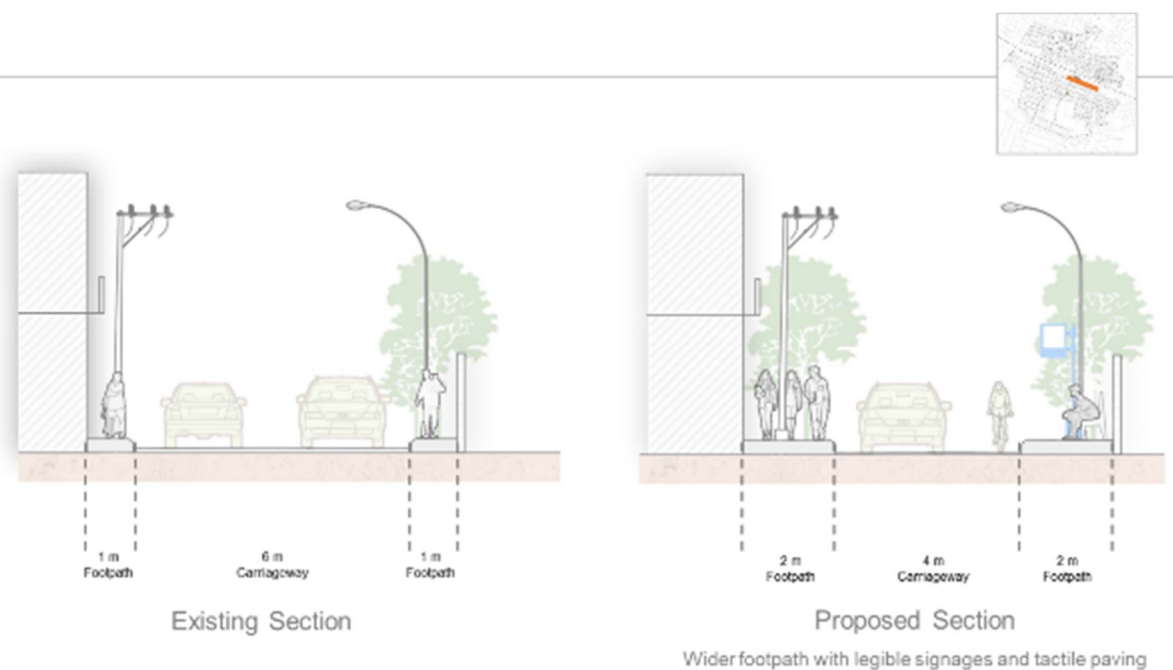 1 m
Footpath
6 m
Carriageway
1 m
Footpath
Existing Section
2 m
Footpath
4 m
Carriageway
2 m
Footpath
Proposed Section
Wider footpath with legible signages and tactile paving